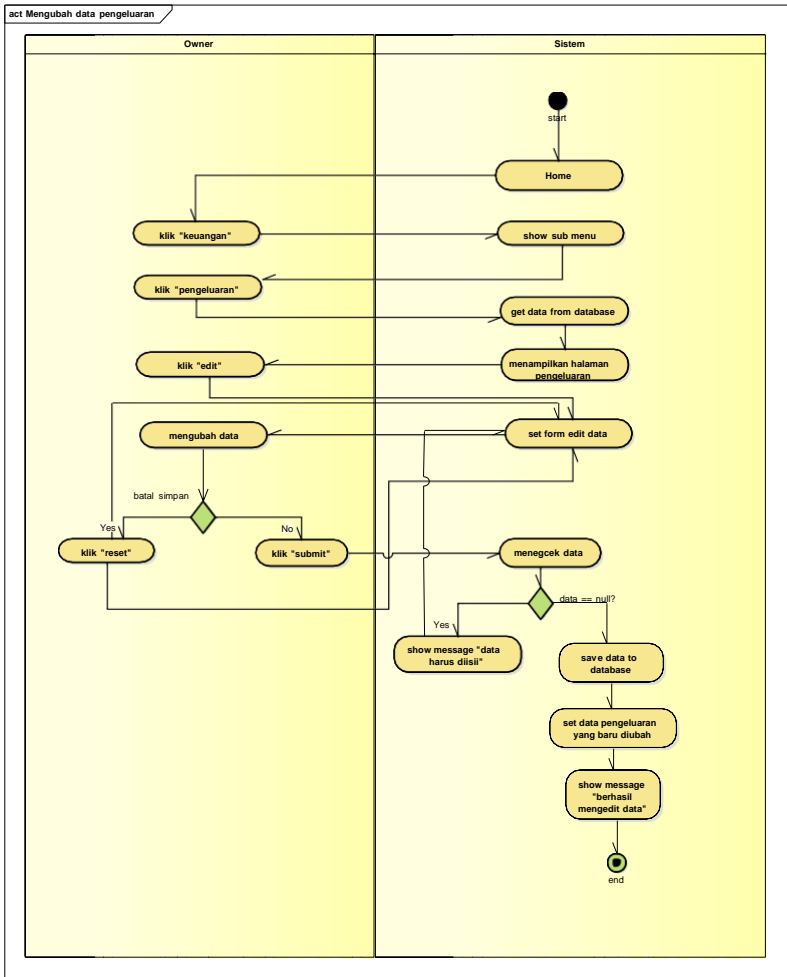 act Mengubah data pengeluaran
Owner
Sistem
start
Home
klik "keuangan"
show sub menu
klik "pengeluaran"
get data from database
klik "edit"
menampilkan halaman
pengeluaran
mengubah data
set form edit data
batal simpan
Yes
No
klik "reset"
klik "submit"
menegcek data
data == null?
Yes
show message "data
harus diisii"
save data to
database
set data pengeluaran
yang baru diubah
show message
"berhasil
mengedit data"
end